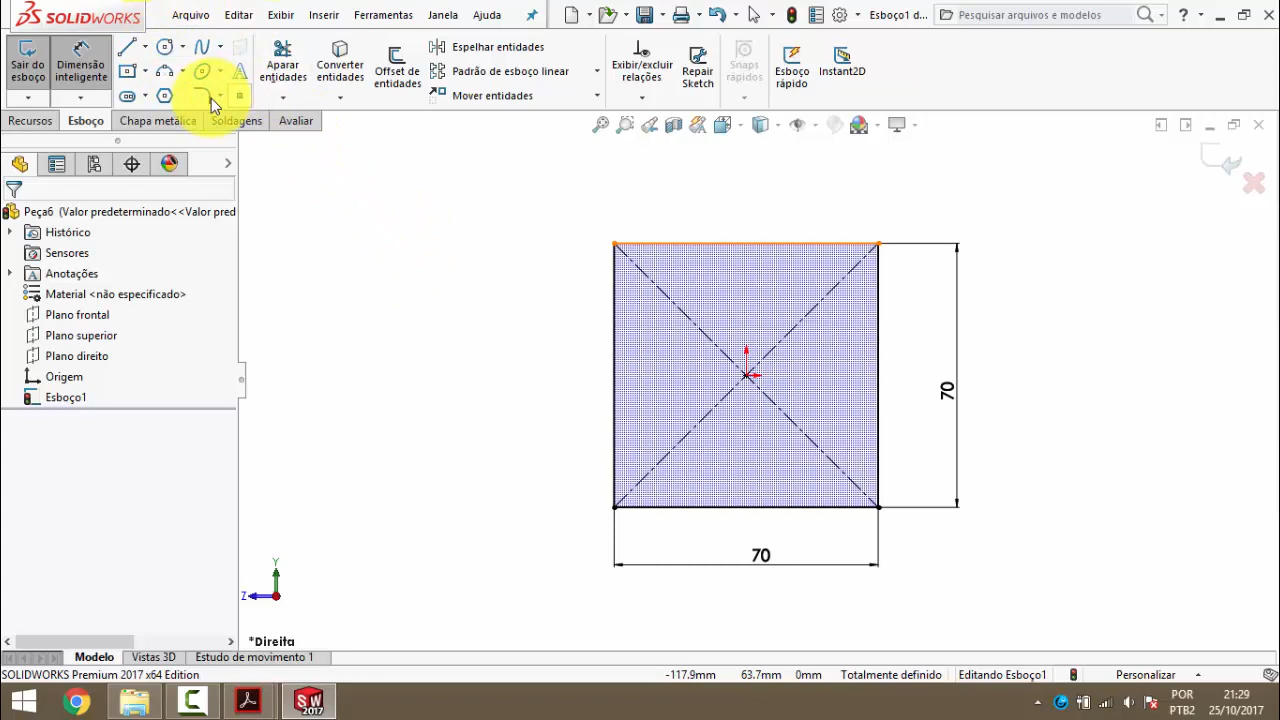 SOLIDWORKS
Arquivo Editar Exibir Inserir Ferramentas Janela Ajuda
Esboço1 d...
Pesquisar arquivos e modelos
Sair do esboço
Dimensão inteligente
Aparar entidades
Converter entidades
Offset de entidades
Espelhar entidades
Padrão de esboço linear
Mover entidades
Exibir/excluir relações
Repair Sketch
Snaps rápidos
Esboço rápido
Instant2D
Recursos Esboço Chapa metálica Soldagens Avaliar
Peça6 (Valor predeterminado<<Valor pred
Histórico
Sensores
Anotações
Material <não especificado>
Plano frontal
Plano superior
Plano direito
Origem
Esboço1
70
70
Y
Z
*Direita
Modelo Vistas 3D Estudo de movimento 1
SOLIDWORKS Premium 2017 x64 Edition
-117.9mm 63.7mm 0mm Totalmente definido Editando Esboço1 Personalizar
SW
2017
POR
PTB2
21:29
25/10/2017